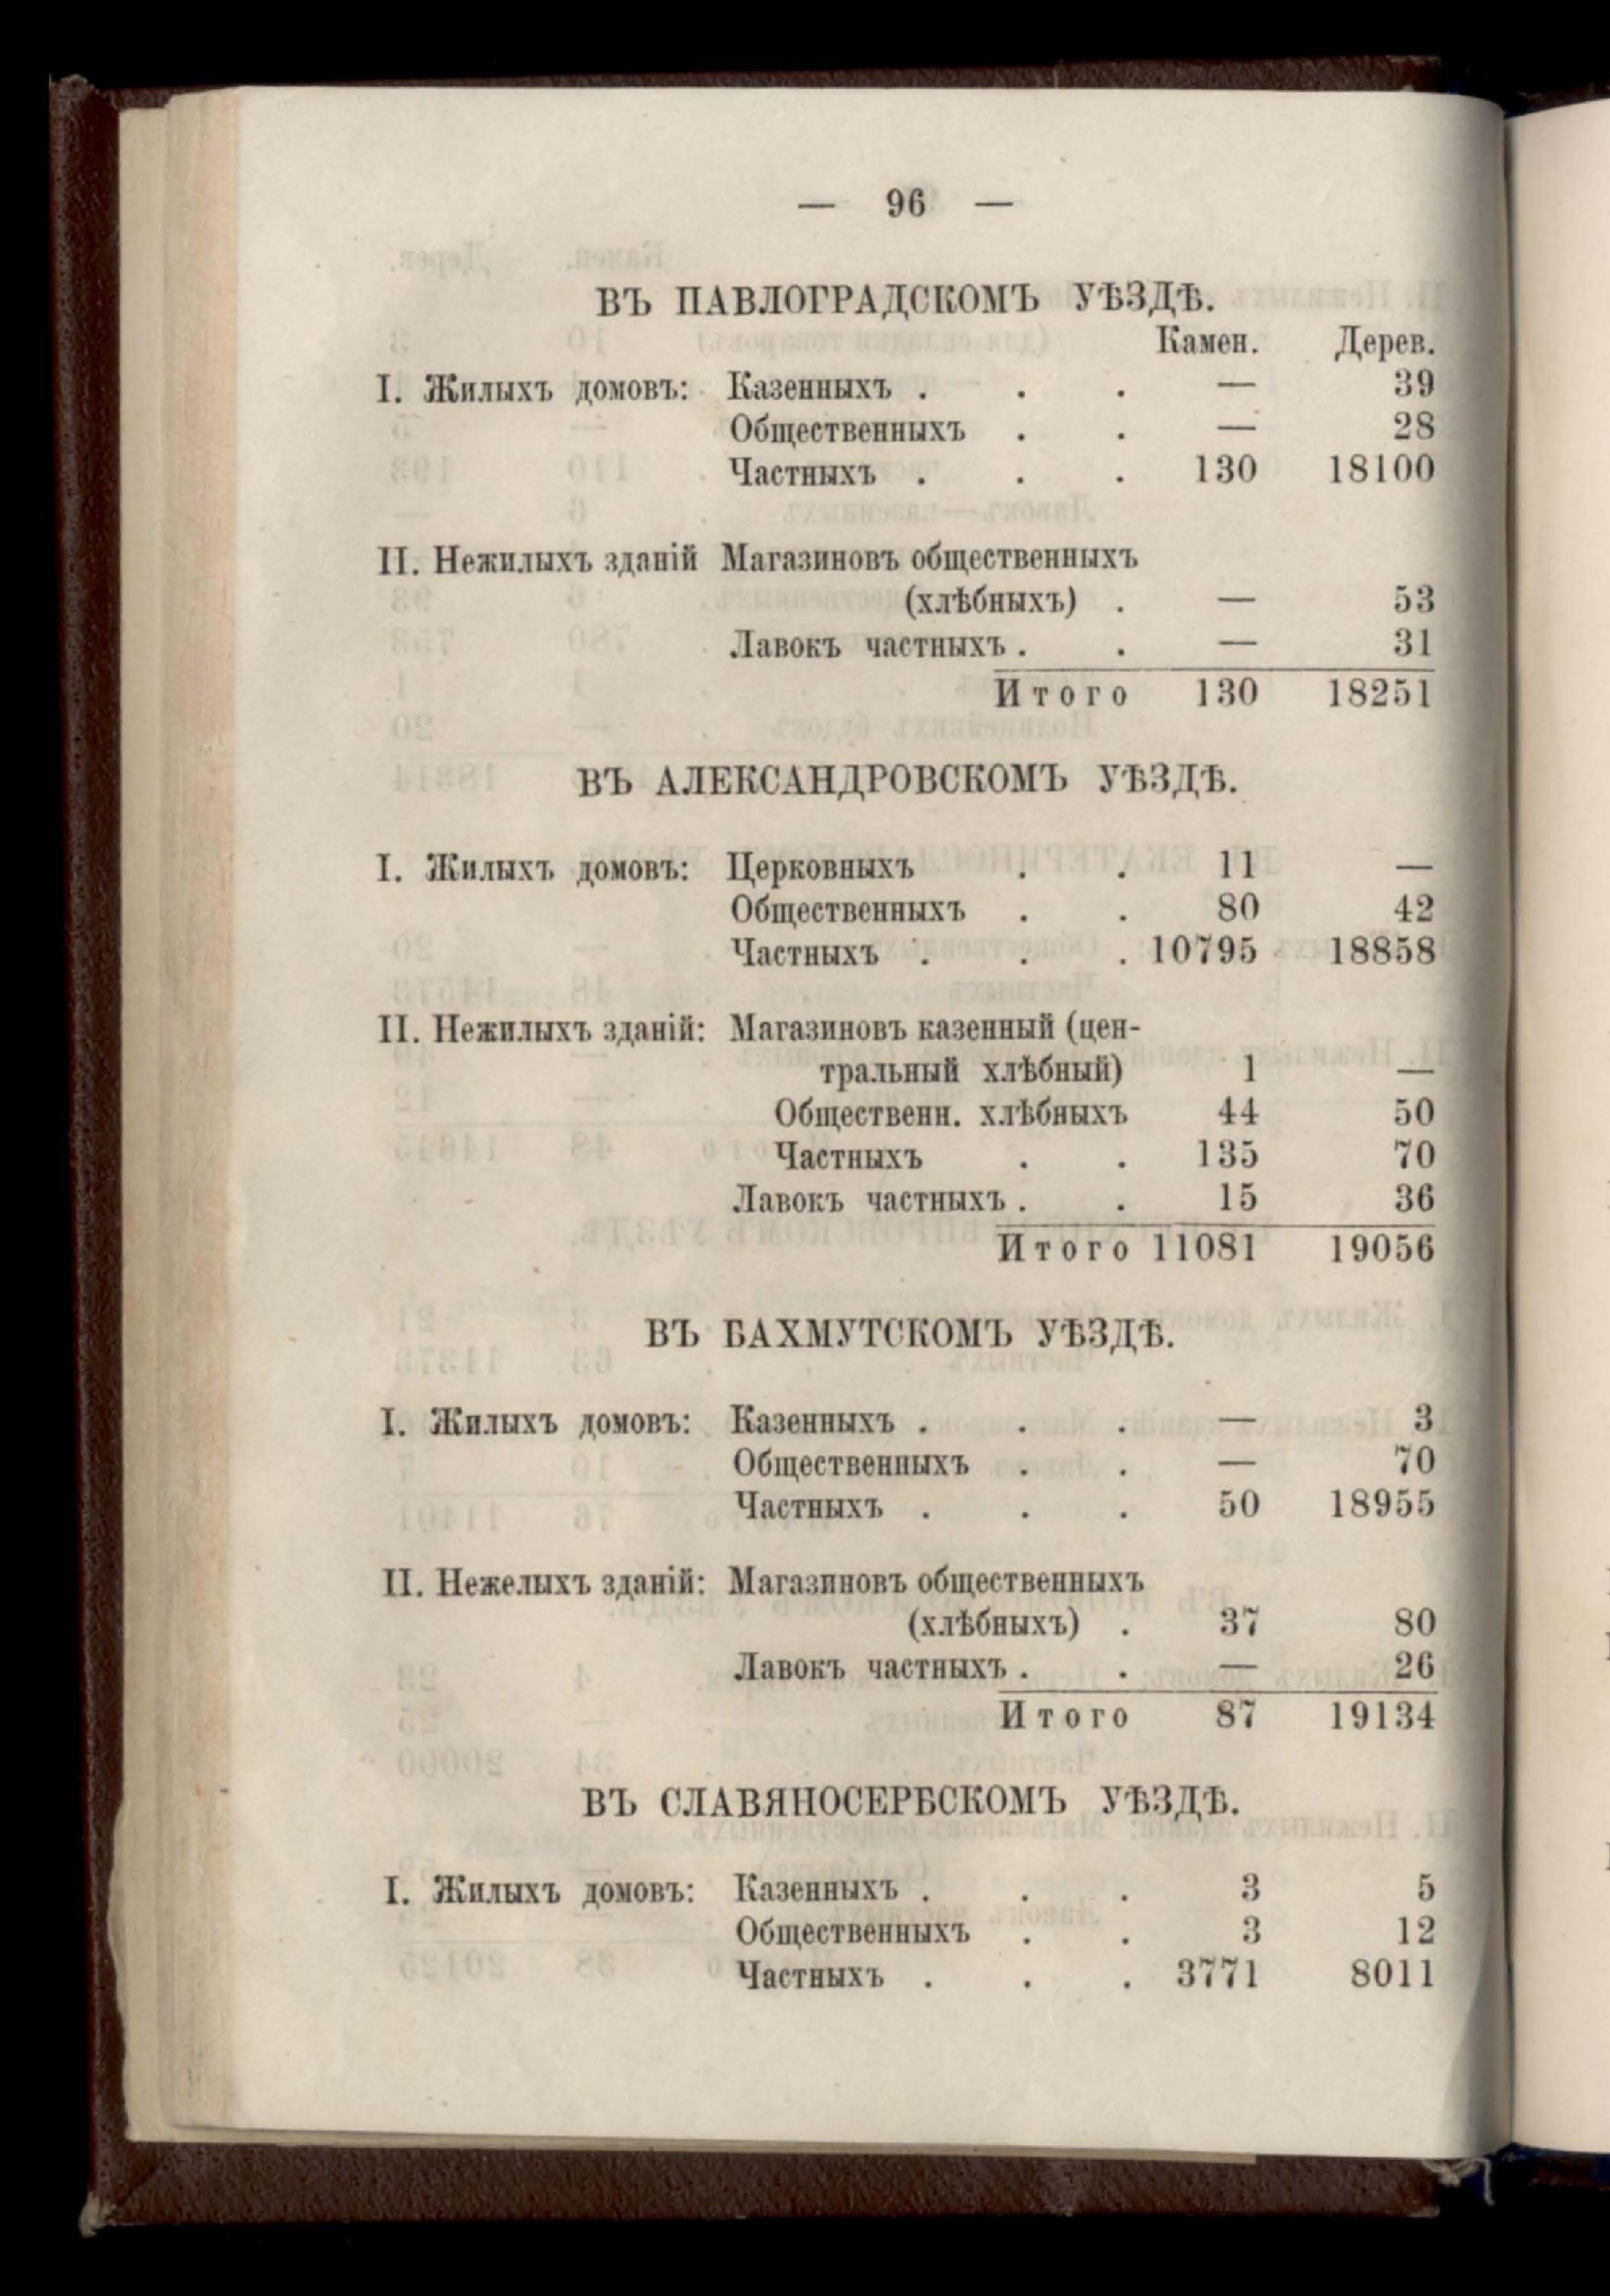 — 96 —
ВЪ ПАВЛОГРАДСКОМЪ УѢЗДѢ.
Камен. Дерев.
I. Жилыхъ домовъ: Казенныхъ . . . — 39
Общественныхъ . . — 28
Частныхъ . . . 130 18100
II. Нежилыхъ зданій Магазиновъ общественныхъ
(хлѣбныхъ) . — 53
Лавокъ частныхъ . . — 31
Итого 130 18251
ВЪ АЛЕКСАНДРОВСКОМЪ УѢЗДѢ.
I. Жилыхъ домовъ: Церковныхъ . . 11 —
Общественныхъ . . 80 42
Частныхъ . . . 10795 18858
II. Нежилыхъ зданій: Магазиновъ казенный (цен-
тральный хлѣбный) 1 —
Общественн. хлѣбныхъ 44 50
Частныхъ . . 135 70
Лавокъ частныхъ . . 15 36
Итого 11081 19056
ВЪ БАХМУТСКОМЪ УѢЗДѢ.
I. Жилыхъ домовъ: Казенныхъ . . . — 3
Общественныхъ . . — 70
Частныхъ . . . 50 18955
II. Нежелыхъ зданій: Магазиновъ общественныхъ
(хлѣбныхъ) . 37 80
Лавокъ частныхъ . . — 26
Итого 87 19134
ВЪ СЛАВЯНОСЕРБСКОМЪ УѢЗДѢ.
I. Жилыхъ домовъ: Казенныхъ . . . 3 5
Общественныхъ . . 3 12
Частныхъ . . . 3771 8011